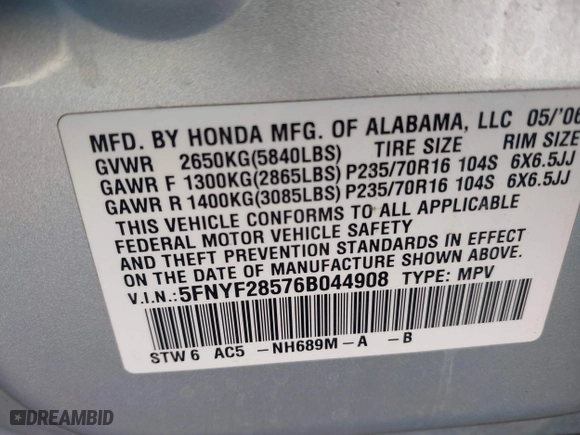 MFD. BY HONDA MFG. OF ALABAMA, LLC 05/'06
GVWR 2650KG(5840LBS) TIRE SIZE RIM SIZE
GAWR F 1300KG(2865LBS) P235/70R16 104S 6X6.5JJ
GAWR R 1400KG(3085LBS) P235/70R16 104S 6X6.5JJ
THIS VEHICLE CONFORMS TO ALL APPLICABLE
FEDERAL MOTOR VEHICLE SAFETY
AND THEFT PREVENTION STANDARDS IN EFFECT
ON THE DATE OF MANUFACTURE SHOWN ABOVE.
V.I.N.: 5FNYF28576B044908 TYPE: MPV
STW 6 AC5 -NH689M-A -B
DREAMBID